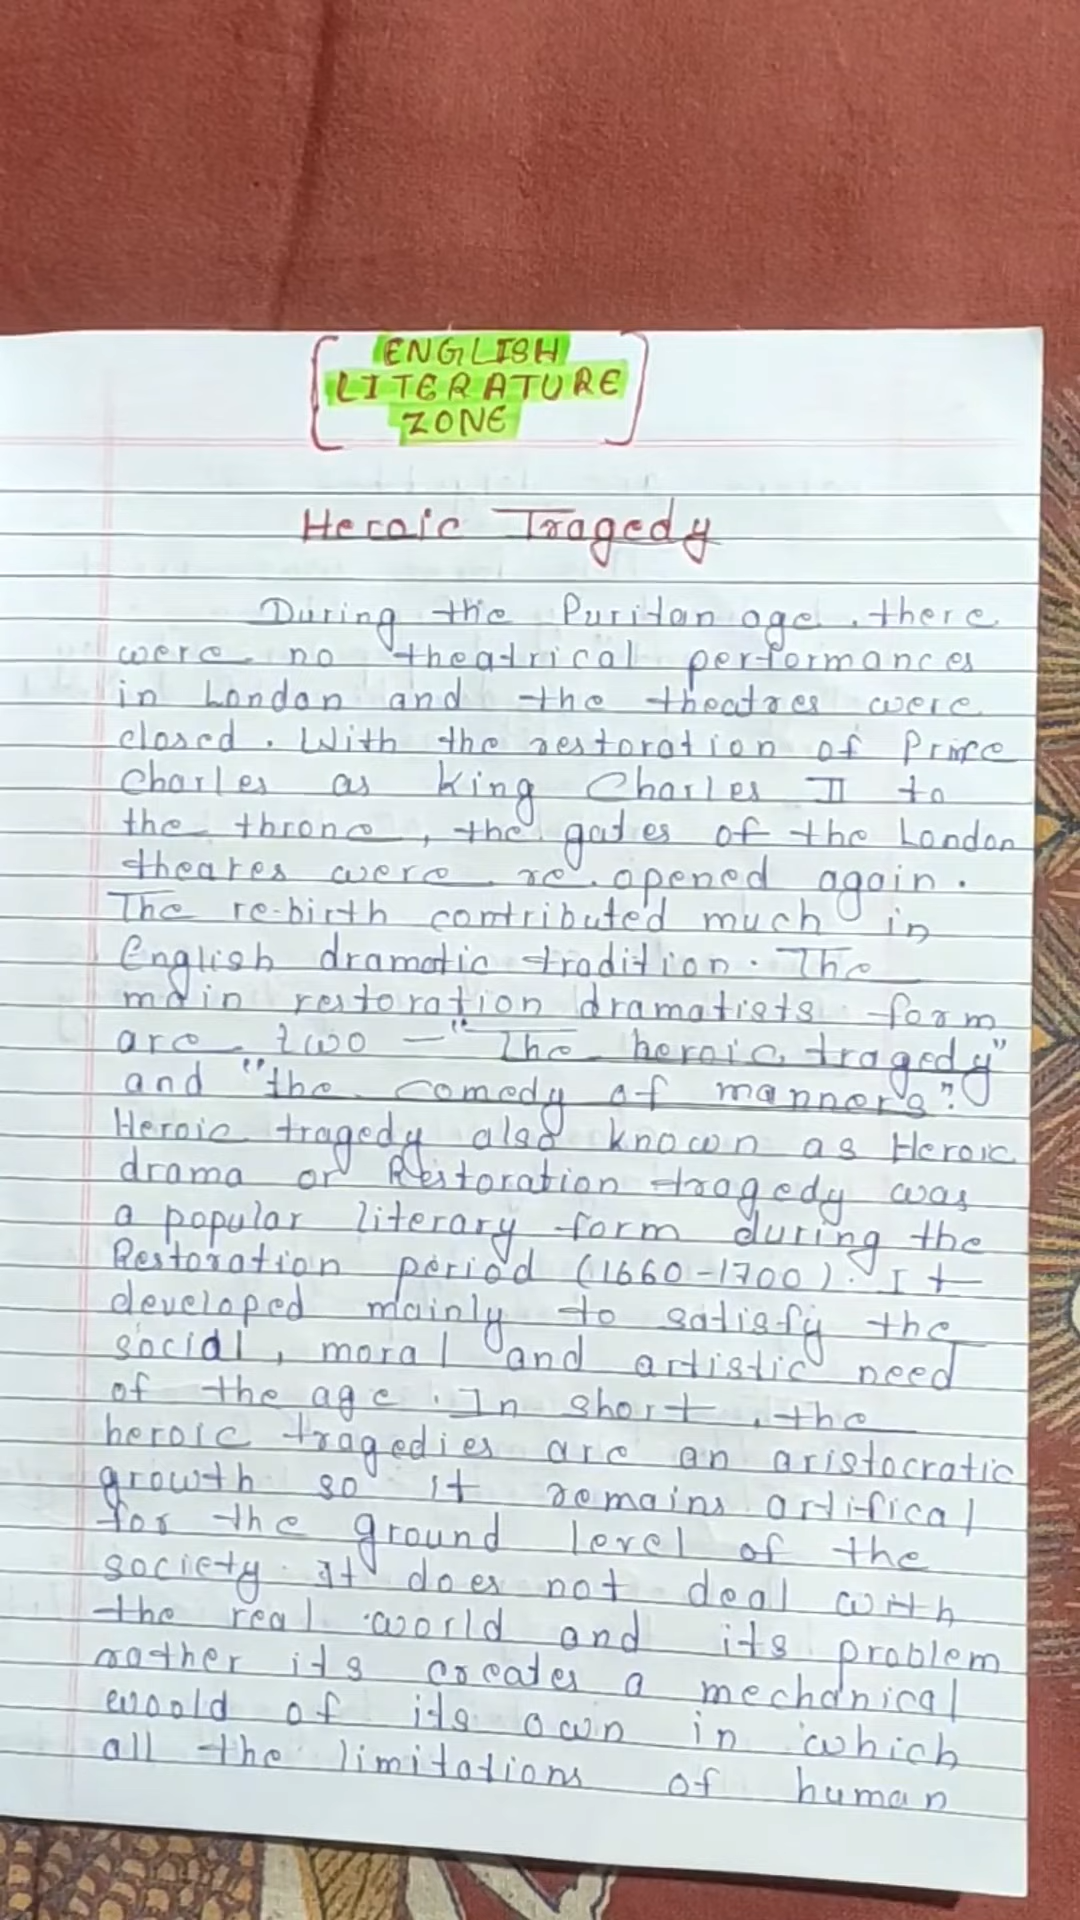 ENGLISH
LITERATURE
ZONE
Heroic Tragedy
During the Puritan age, there
were no theatrical performances
in London and the theatres were
closed. With the restoration of Prince
Charles as King Charles II to
the throne, the gates of the London
theares were re.opened again.
The re-birth contributed much in
English dramatic tradition. The
main restoration dramatists form
are two - "The heroic tragedy"
and "the comedy of manners".
Heroic tragedy also known as Heroic
drama or Restoration tragedy was
a popular literary form during the
Restoration period (1660-1700). It
developed mainly to satisfy the
social, moral and artistic need
of the age. In short, the
heroic tragedies are an aristocratic
growth so it remains artifical
for the ground level of the
society. It does not deal with
the real world and its problem
rather its creates a mechanical
woold of its own in which
all the limitations of human